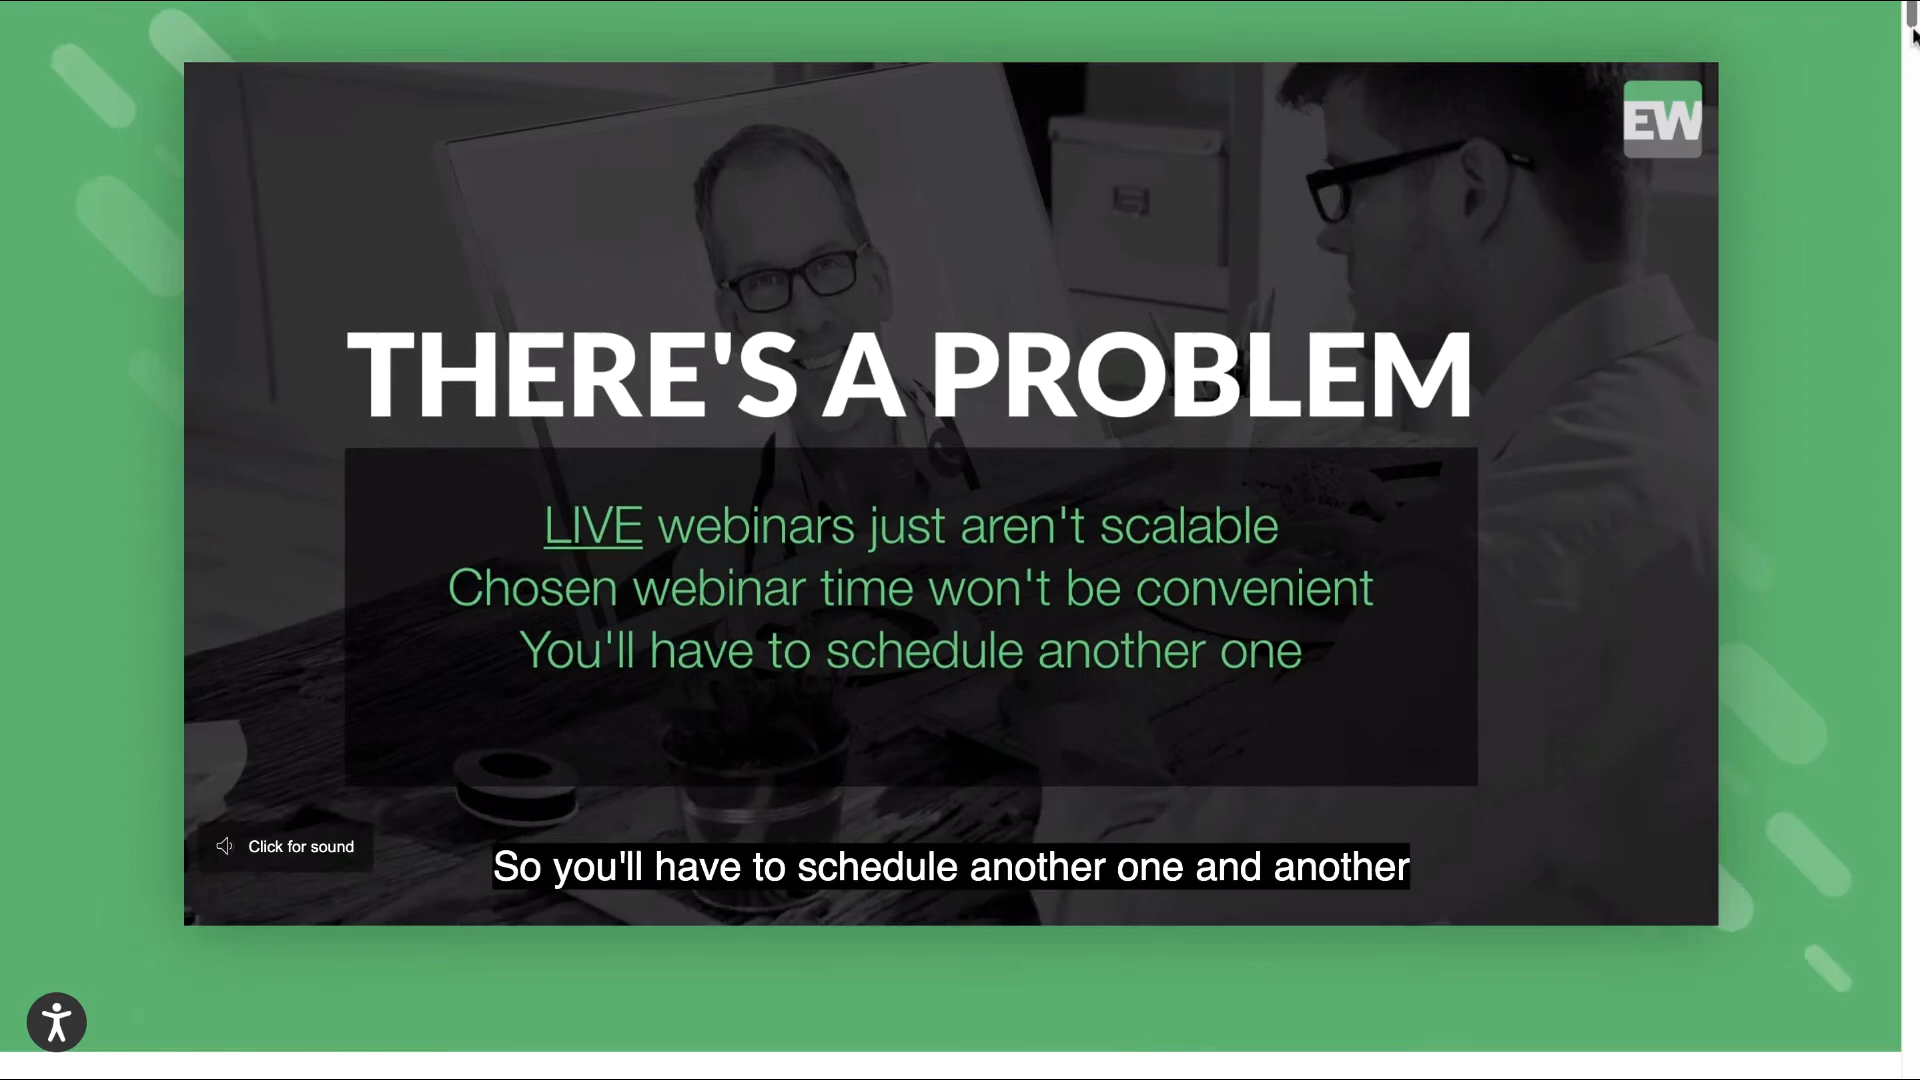 EW
THERE'S A PROBLEM
LIVE webinars just aren't scalable
Chosen webinar time won't be convenient
You'll have to schedule another one
Click for sound
So you'll have to schedule another one and another